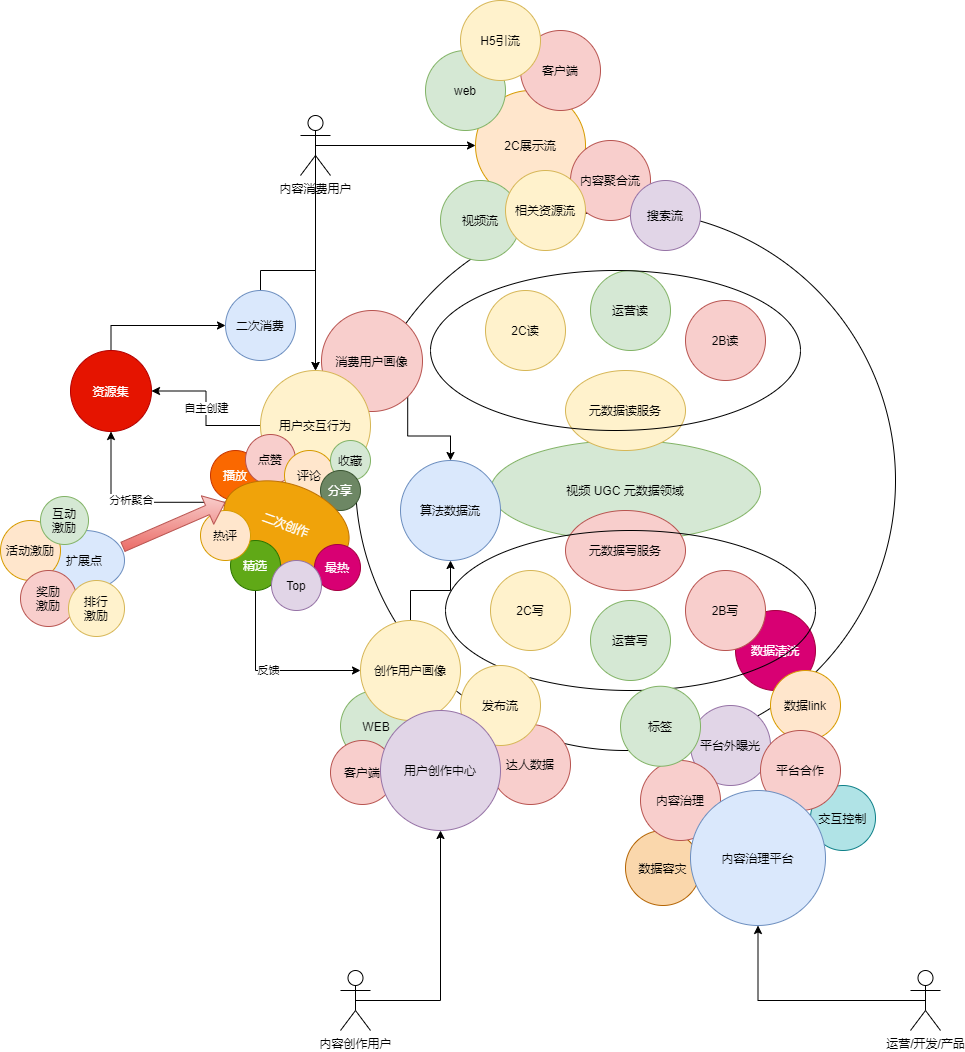 H5引流
客户端
web
2C展示流
内容消费用户
内容聚合流
视频流
相关资源流
搜索流
2C读
运营读
2B读
二次消费
消费用户画像
资源集
自主创建
用户交互行为
元数据读服务
播放
点赞
评论
收藏
分享
分析聚合
算法数据流
视频 UGC 元数据领域
互动
激励
活动激励
扩展点
热评
二次创作
精选
Top
最热
奖励
激励
排行
激励
元数据写服务
2C写
运营写
2B写
数据清洗
反馈
创作用户画像
发布流
标签
数据link
WEB
平台外曝光
客户端
用户创作中心
达人数据
平台合作
内容治理
交互控制
内容治理平台
数据容灾
内容创作用户
运营/开发/产品